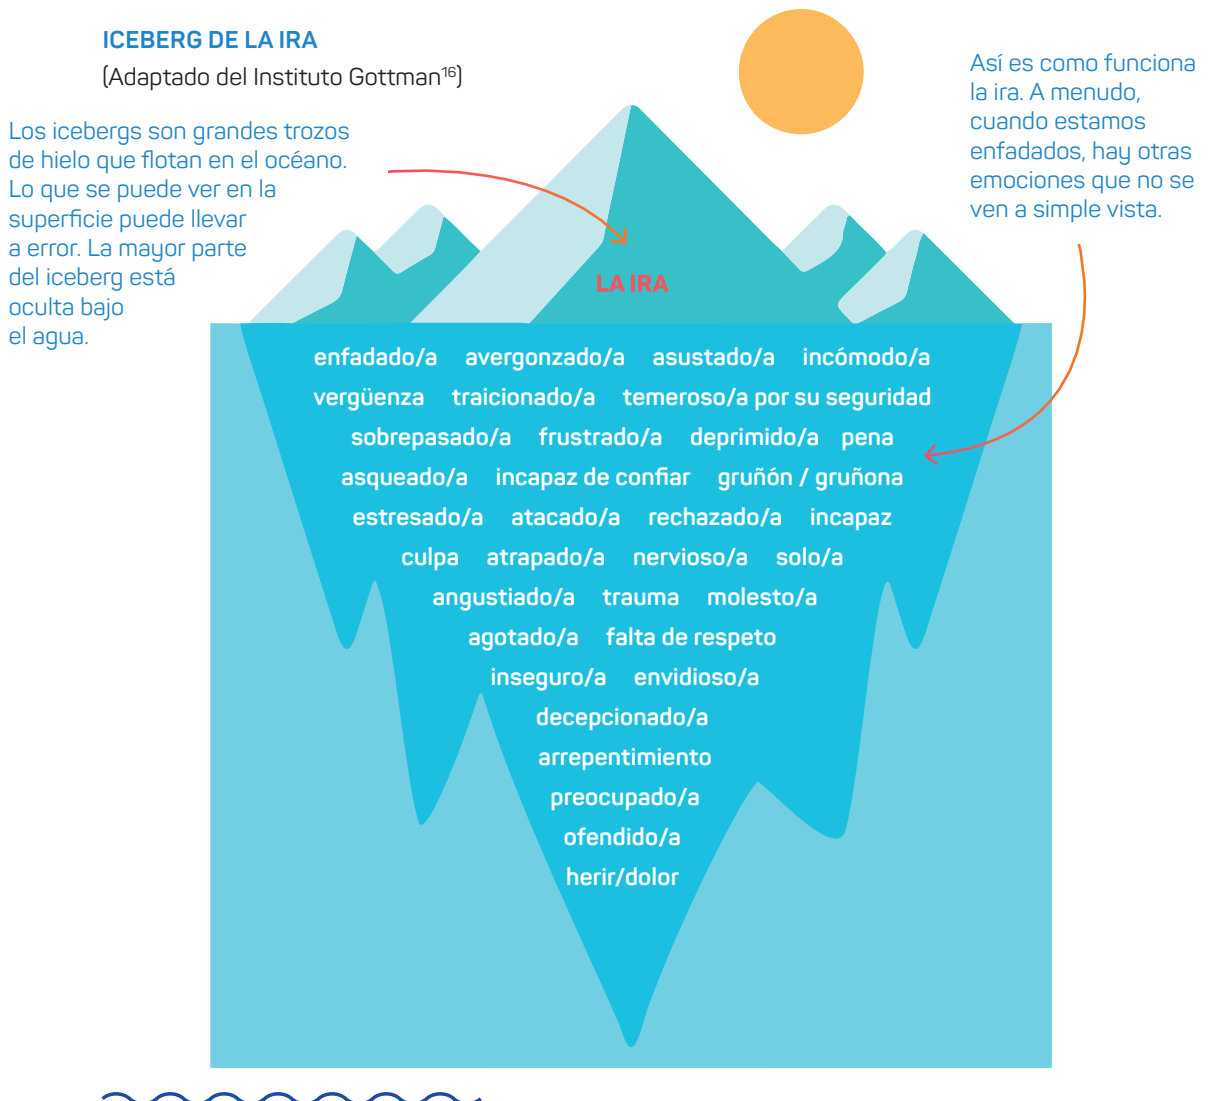 ICEBERG DE LA IRA
(Adaptado del Instituto Gottman¹⁶)
Los icebergs son grandes trozos
de hielo que flotan en el océano.
Lo que se puede ver en la
superficie puede llevar
a error. La mayor parte
del iceberg está
oculta bajo
el agua.
Así es como funciona
la ira. A menudo,
cuando estamos
enfadados, hay otras
emociones que no se
ven a simple vista.
LA IRA
enfadado/a avergonzado/a asustado/a incómodo/a
vergüenza traicionado/a temeroso/a por su seguridad
sobrepasado/a frustrado/a deprimido/a pena
asqueado/a incapaz de confiar gruñón / gruñona
estresado/a atacado/a rechazado/a incapaz
culpa atrapado/a nervioso/a solo/a
angustiado/a trauma molesto/a
agotado/a falta de respeto
inseguro/a envidioso/a
decepcionado/a
arrepentimiento
preocupado/a
ofendido/a
herir/dolor